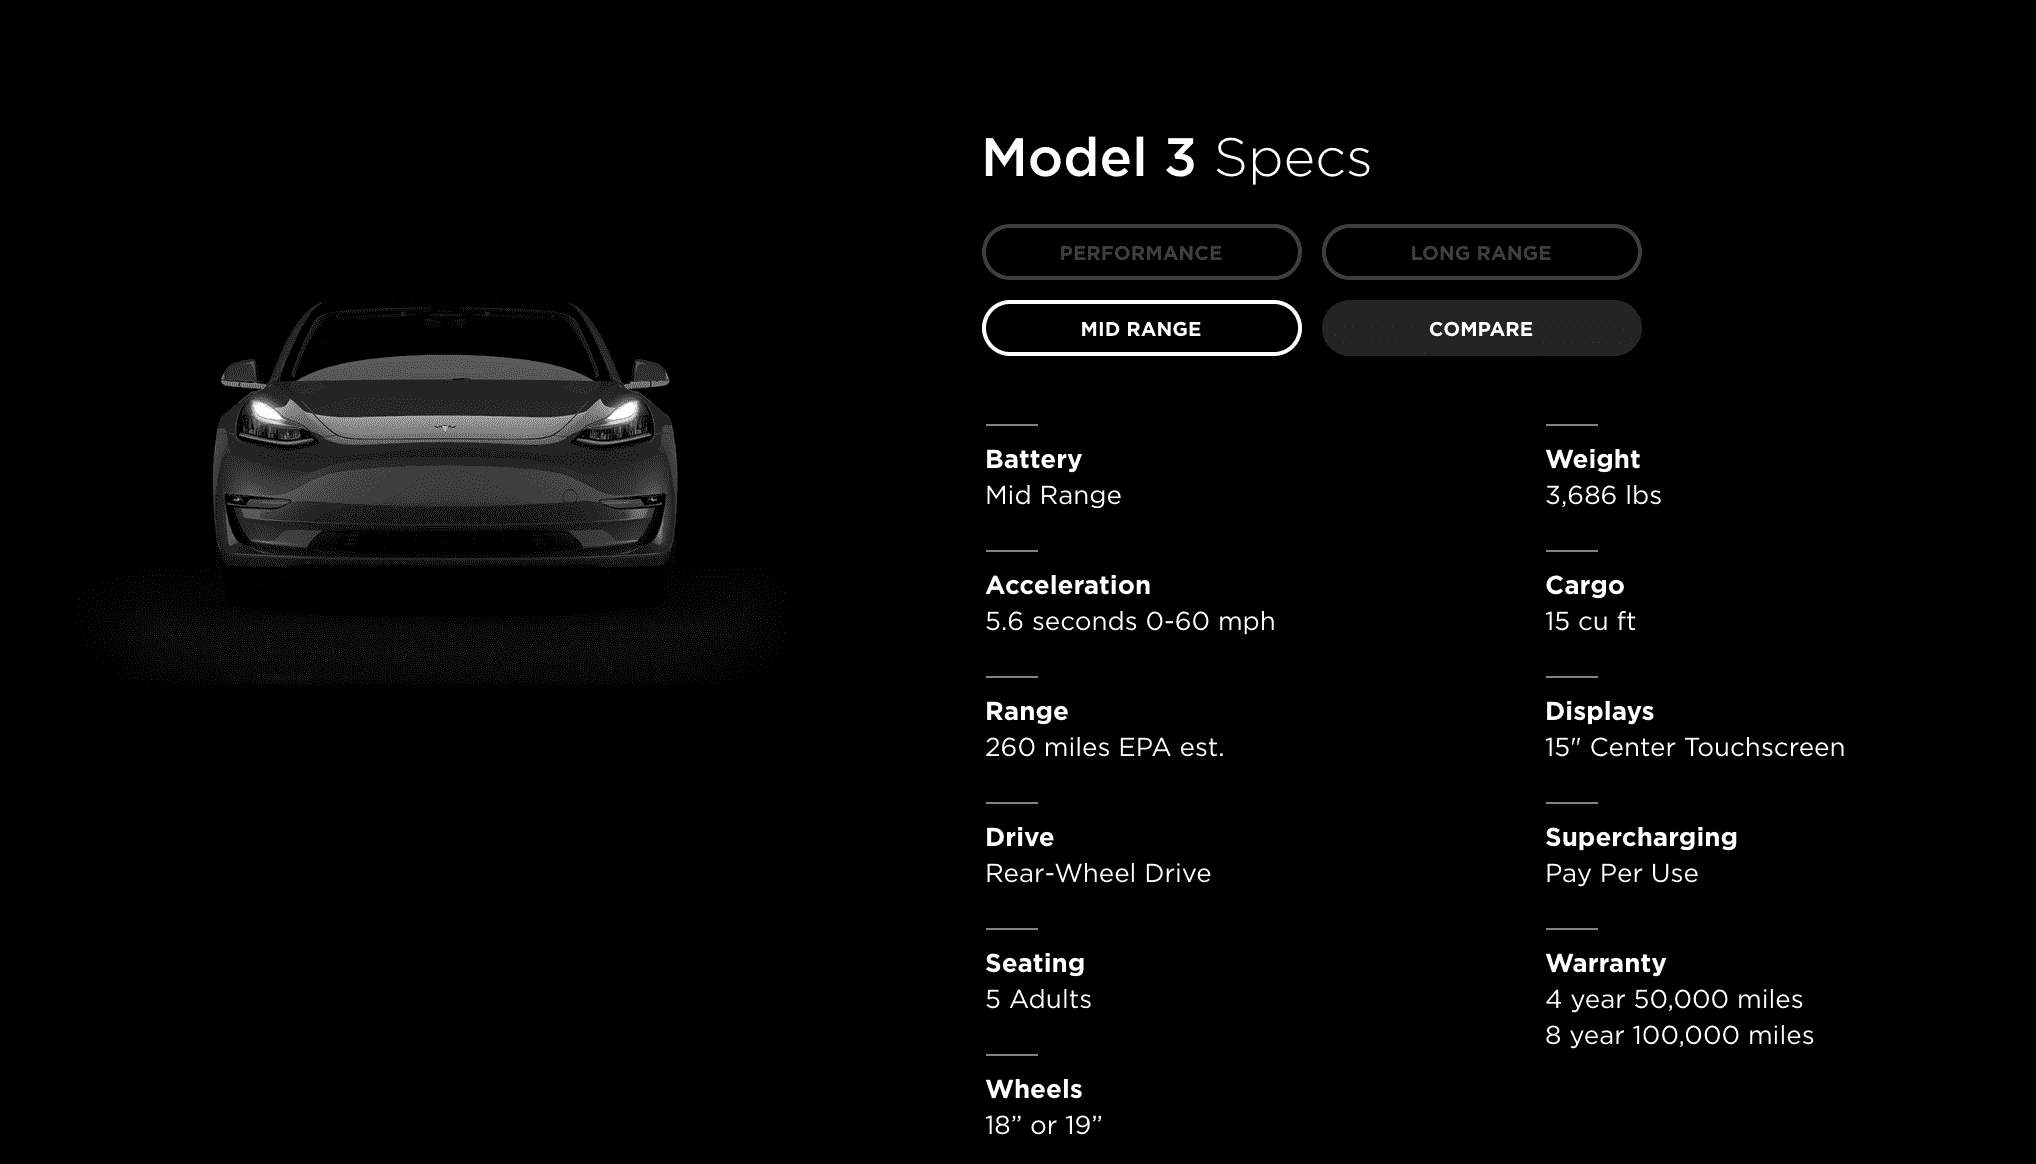 Model 3 Specs
PERFORMANCE
LONG RANGE
MID RANGE
COMPARE
Battery
Mid Range
Acceleration
5.6 seconds 0-60 mph
Range
260 miles EPA est.
Drive
Rear-Wheel Drive
Seating
5 Adults
Wheels
18” or 19”
Weight
3,686 lbs
Cargo
15 cu ft
Displays
15" Center Touchscreen
Supercharging
Pay Per Use
Warranty
4 year 50,000 miles
8 year 100,000 miles